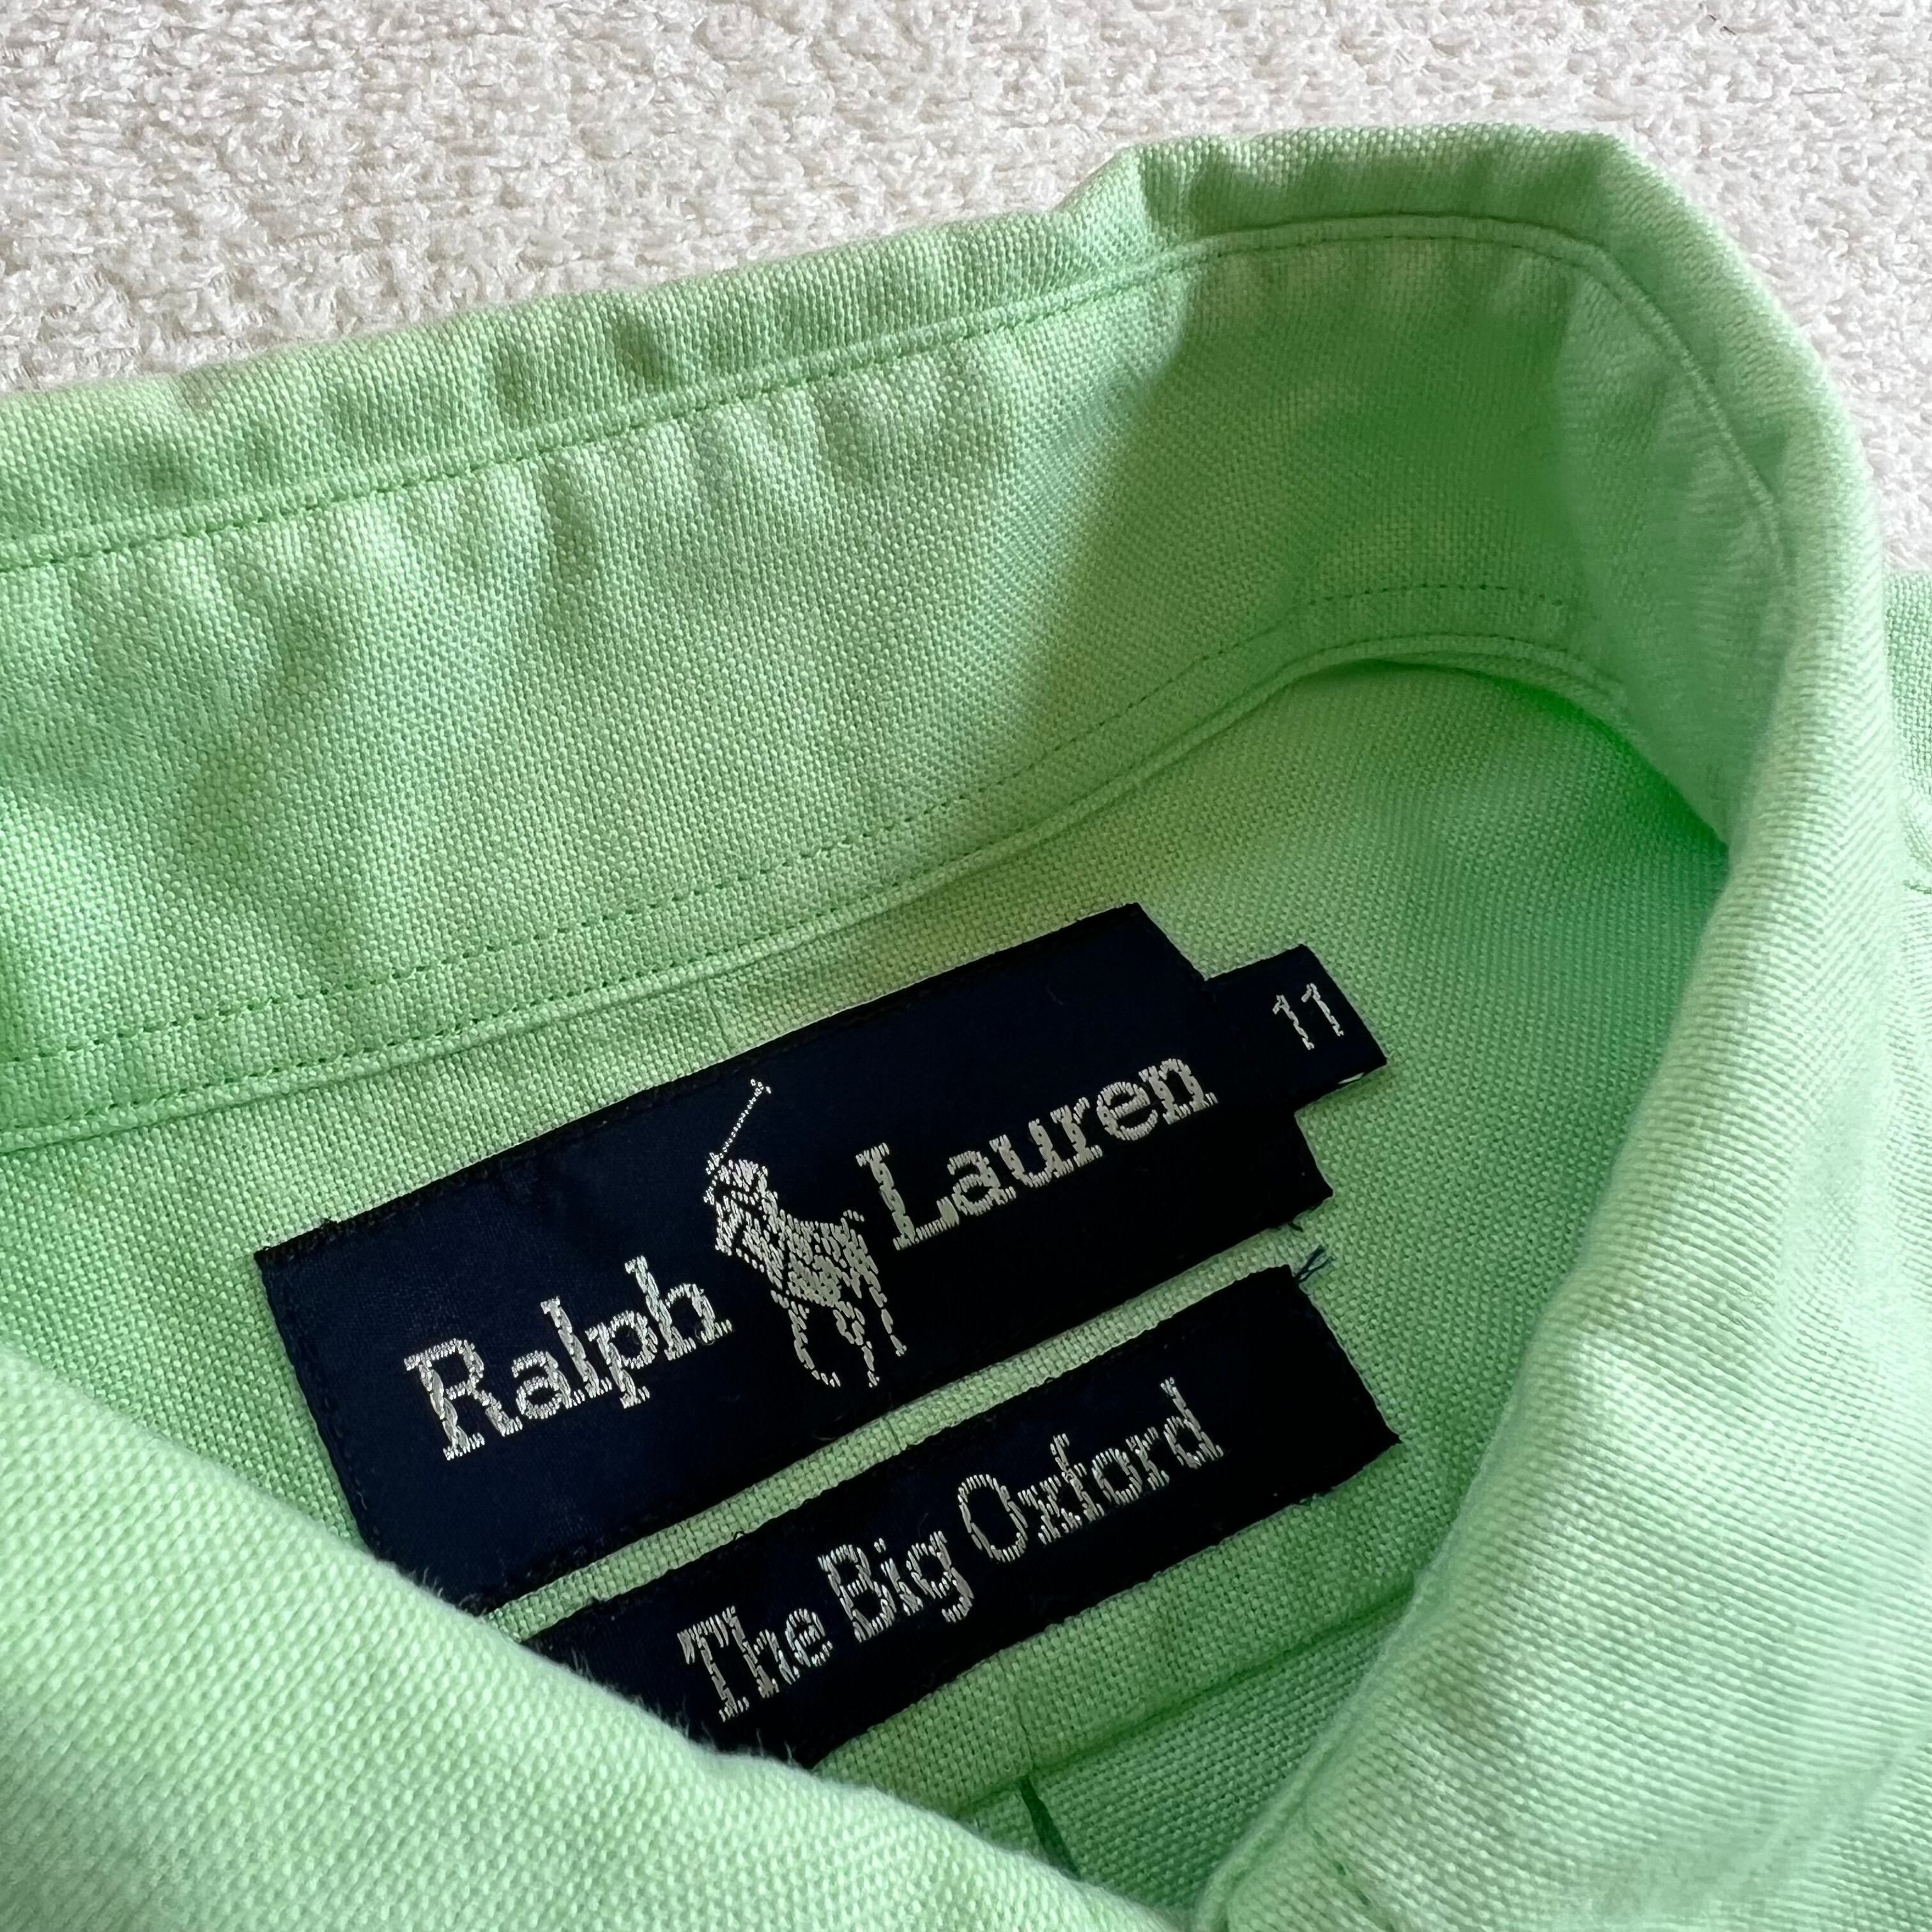 Ralph Lauren
11
The Big Oxford